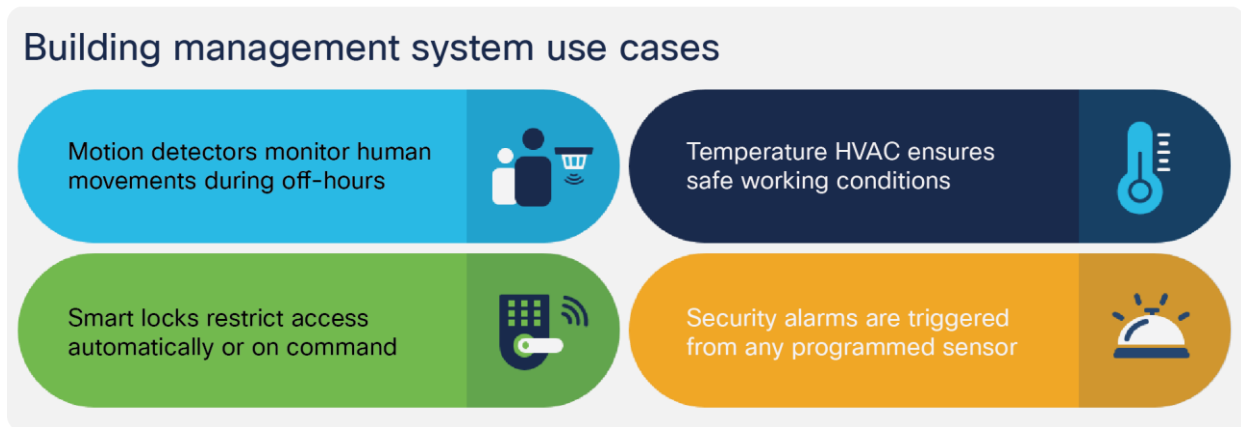 Building management system use cases
Motion detectors monitor human
movements during off-hours
Temperature HVAC ensures
safe working conditions
Smart locks restrict access
automatically or on command
Security alarms are triggered
from any programmed sensor